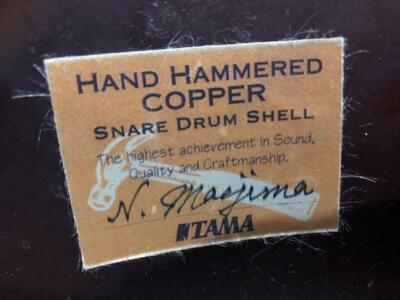 HAND HAMMERED
COPPER
SNARE DRUM SHELL
The highest achievement in Sound,
Quality and Craftmanship.
N. Maejima
TAMA